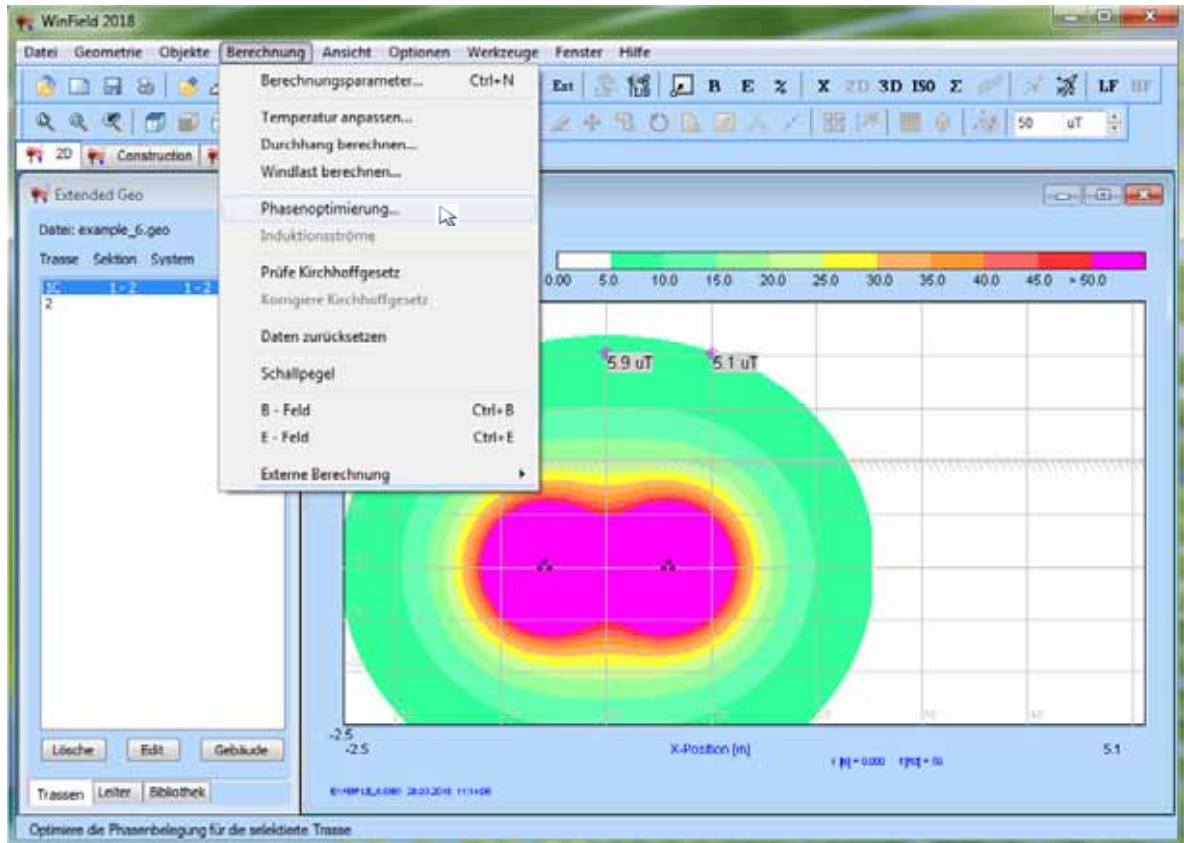 WinField 2018
Datei Geometrie Objekte Berechnung Ansicht Optionen Werkzeuge Fenster Hilfe
Ext B E % X 2D 3D ISO Σ LF HF
50 uT
2D Construction
Berechnungsparameter... Ctrl+N
Temperatur anpassen...
Durchhang berechnen...
Windlast berechnen...
Phasenoptimierung...
Induktionsströme
Prüfe Kirchhoffgesetz
Korrigiere Kirchhoffgesetz
Daten zurücksetzen
Schallpegel
B - Feld Ctrl+B
E - Feld Ctrl+E
Externe Berechnung
Extended Geo
Datei: example_6.geo
Trasse Sektion System
1C 1 - 2 1 - 2
2
0.00 5.0 10.0 15.0 20.0 25.0 30.0 35.0 40.0 45.0 > 50.0
5.9 uT 5.1 uT
-2.5
-2.5 X-Position [m] 5.1
Lösche Edit Gebäude
Trassen Leiter Bibliothek
Optimiere die Phasenbelegung für die selektierte Trasse